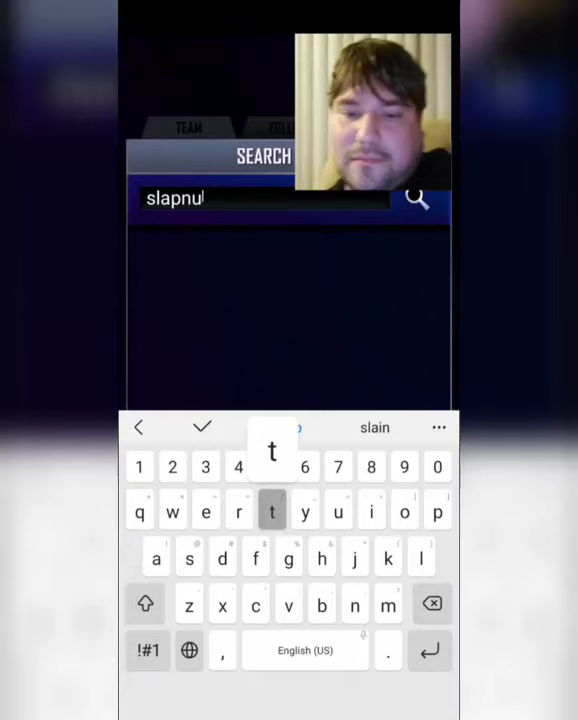 TEAM
SEARCH
slapnu
slain
t
1 2 3 4 6 7 8 9 0
q w e r t y u i o p
a s d f g h j k l
z x c v b n m
!#1 , English (US) .